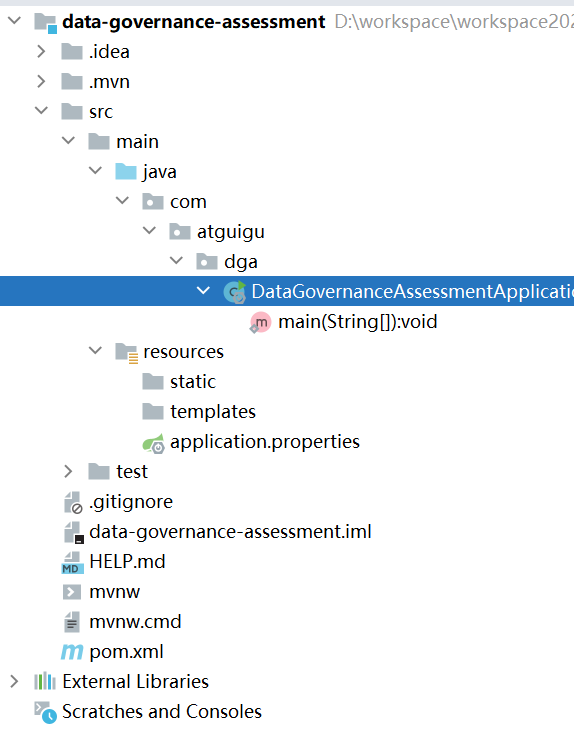 data-governance-assessment D:\workspace\workspace202
.idea
.mvn
src
main
java
com
atguigu
dga
C DataGovernanceAssessmentApplicatio
m main(String[]):void
resources
static
templates
application.properties
test
.gitignore
data-governance-assessment.iml
MD HELP.md
mvnw
mvnw.cmd
m pom.xml
External Libraries
Scratches and Consoles